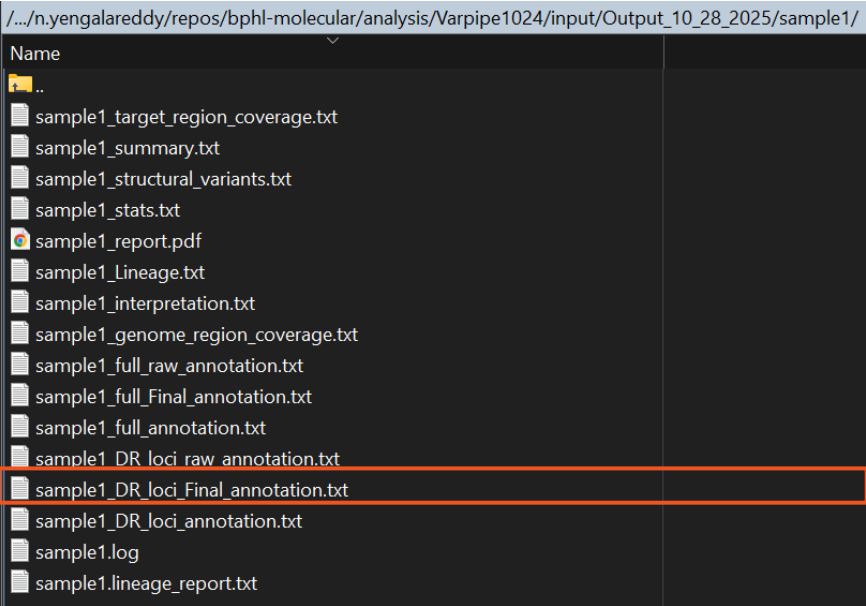 /.../n.yengalareddy/repos/bphl-molecular/analysis/Varpipe1024/input/Output_10_28_2025/sample1/
Name
..
sample1_target_region_coverage.txt
sample1_summary.txt
sample1_structural_variants.txt
sample1_stats.txt
sample1_report.pdf
sample1_Lineage.txt
sample1_interpretation.txt
sample1_genome_region_coverage.txt
sample1_full_raw_annotation.txt
sample1_full_Final_annotation.txt
sample1_full_annotation.txt
sample1_DR_loci_raw_annotation.txt
sample1_DR_loci_Final_annotation.txt
sample1_DR_loci_annotation.txt
sample1.log
sample1.lineage_report.txt